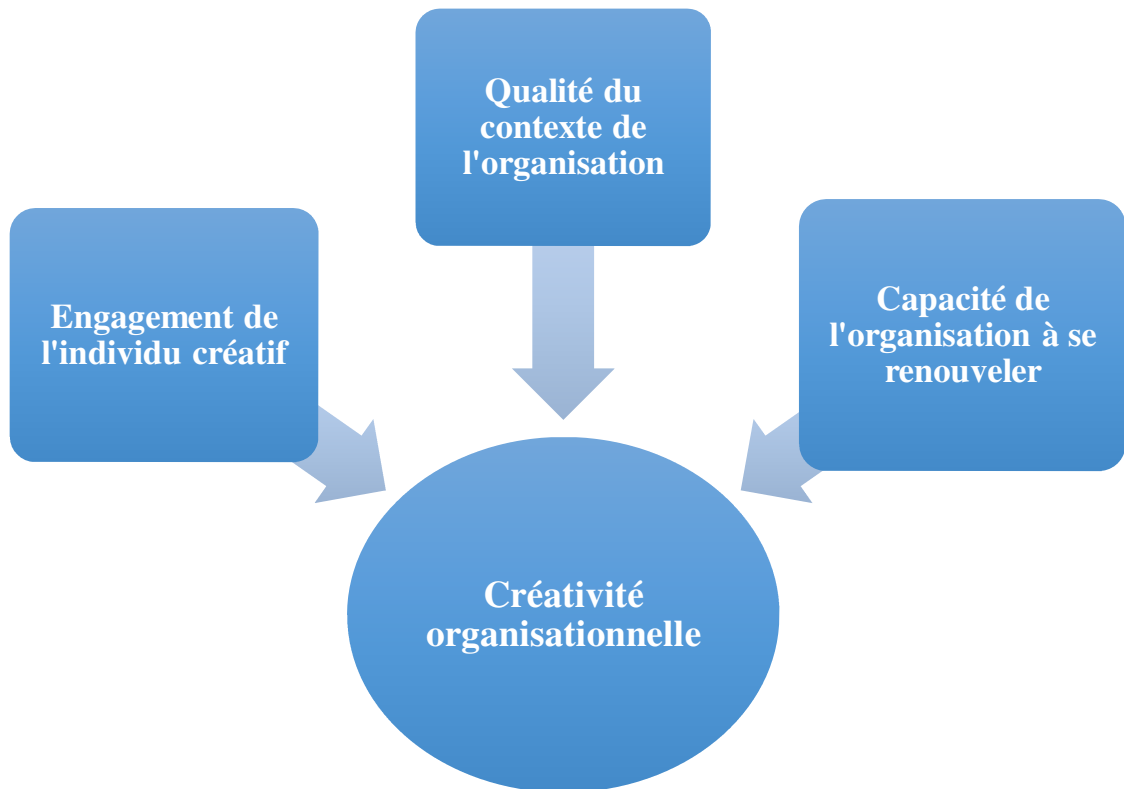 Qualité du
contexte de
l'organisation
Engagement de
l'individu créatif
Capacité de
l'organisation à se
renouveler
Créativité
organisationnelle